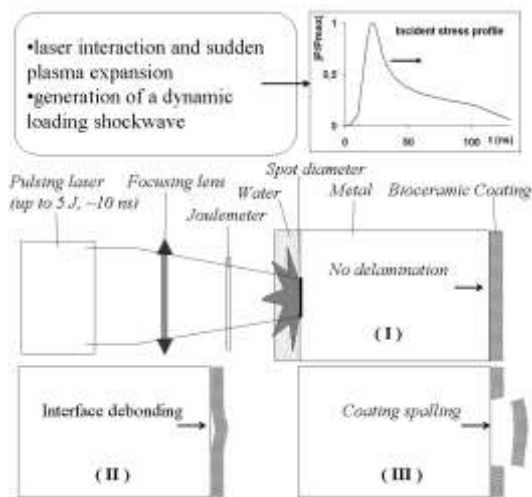 •laser interaction and sudden
plasma expansion
•generation of a dynamic
loading shockwave
|P/Pmax|
1
0.5
0
Incident stress profile
0
50
100
t (ns)
Spot diameter
Pulsing laser
(up to 5 J, ~10 ns)
Focusing lens
Water
Metal
Bioceramic Coating
Joulemeter
No delamination
( I )
Interface debonding
( II )
Coating spalling
( III )